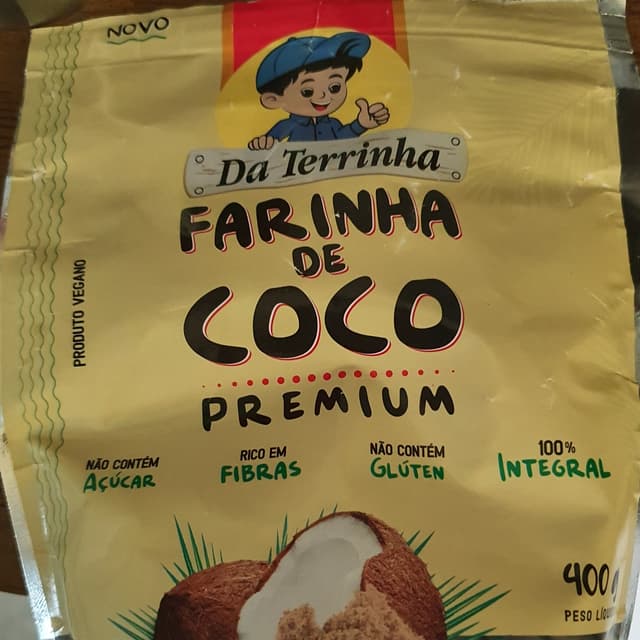 NOVO
Da Terrinha
FARINHA
DE
COCO
PREMIUM
PRODUTO VEGANO
NÃO CONTÉM
AÇÚCAR
RICO EM
FIBRAS
NÃO CONTÉM
GLÚTEN
100%
INTEGRAL
400 g
PESO